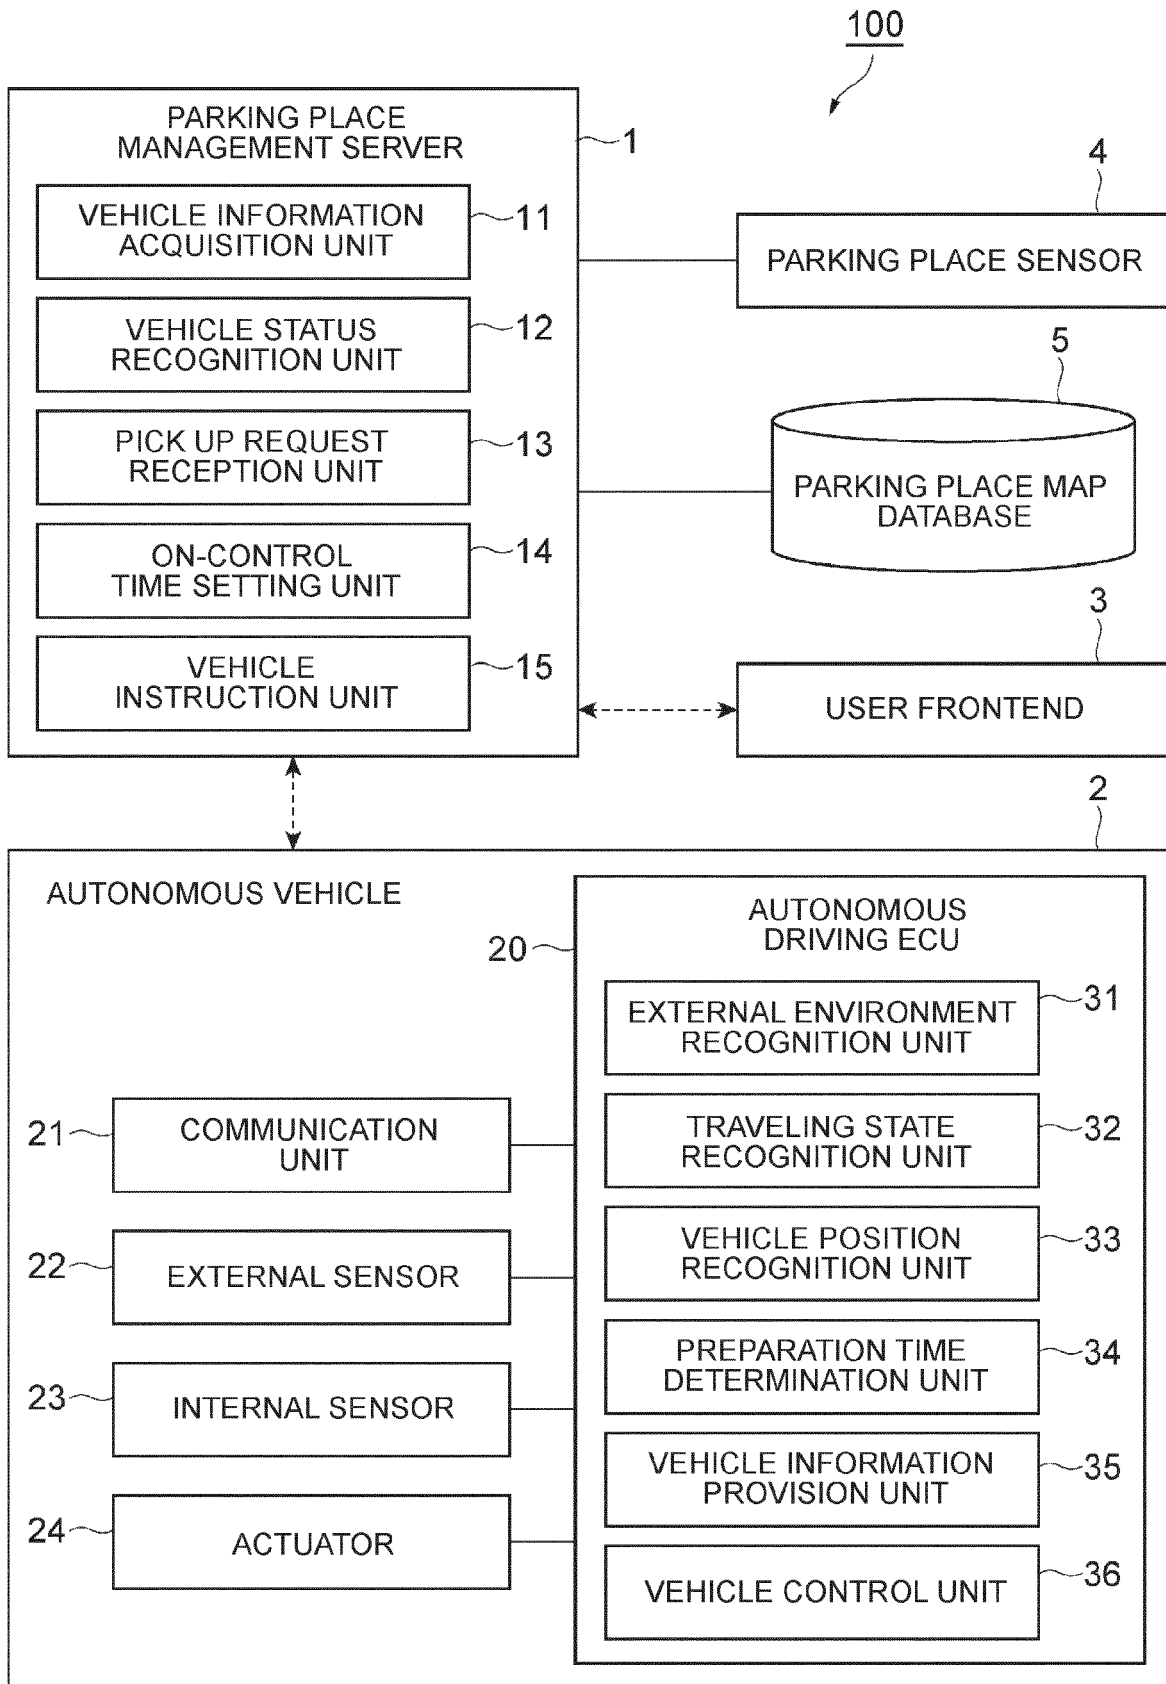 100
PARKING PLACE
MANAGEMENT SERVER
1
VEHICLE INFORMATION
ACQUISITION UNIT
11
VEHICLE STATUS
RECOGNITION UNIT
12
PICK UP REQUEST
RECEPTION UNIT
13
ON-CONTROL
TIME SETTING UNIT
14
VEHICLE
INSTRUCTION UNIT
15
4
PARKING PLACE SENSOR
5
PARKING PLACE MAP
DATABASE
3
USER FRONTEND
2
AUTONOMOUS VEHICLE
20
AUTONOMOUS
DRIVING ECU
21
COMMUNICATION
UNIT
22
EXTERNAL SENSOR
23
INTERNAL SENSOR
24
ACTUATOR
EXTERNAL ENVIRONMENT
RECOGNITION UNIT
31
TRAVELING STATE
RECOGNITION UNIT
32
VEHICLE POSITION
RECOGNITION UNIT
33
PREPARATION TIME
DETERMINATION UNIT
34
VEHICLE INFORMATION
PROVISION UNIT
35
VEHICLE CONTROL UNIT
36